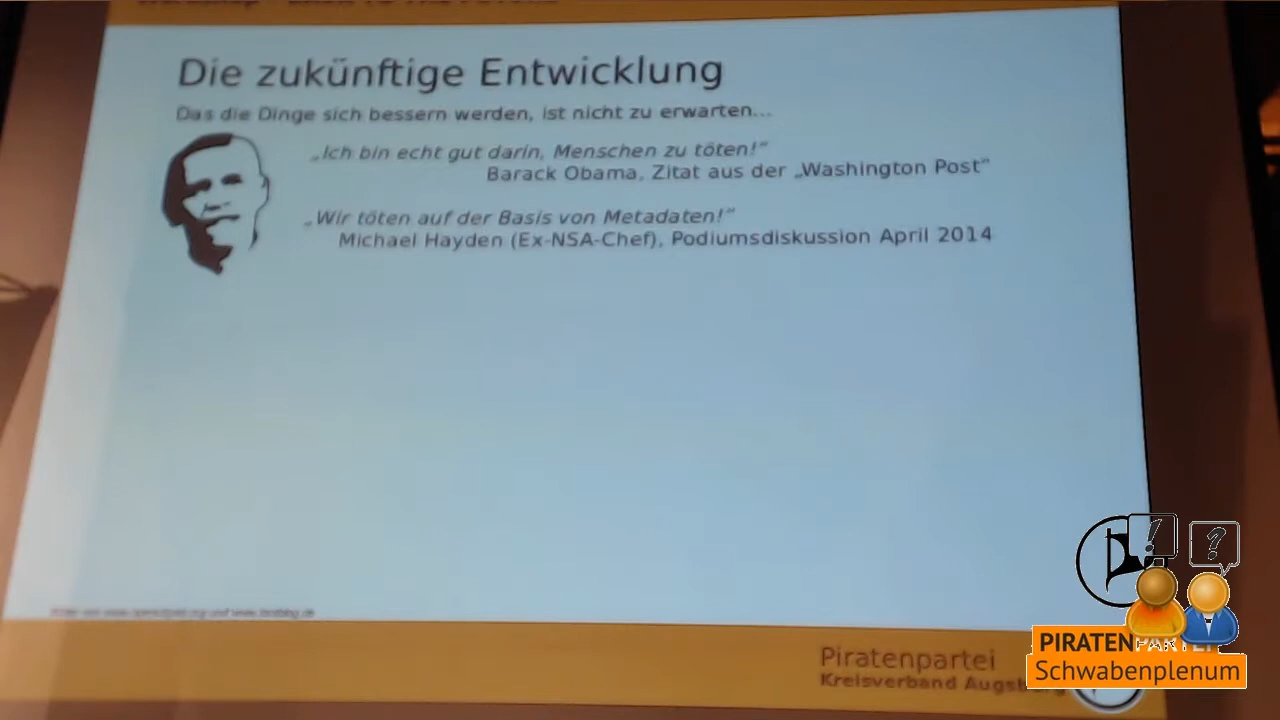 Die zukünftige Entwicklung
Das die Dinge sich bessern werden, ist nicht zu erwarten...
„Ich bin echt gut darin, Menschen zu töten!“
Barack Obama, Zitat aus der „Washington Post“
„Wir töten auf der Basis von Metadaten!“
Michael Hayden (Ex-NSA-Chef), Podiumsdiskussion April 2014
! ?
Piratenpartei
Kreisverband Augsburg
PIRATENPARTEI
Schwabenplenum